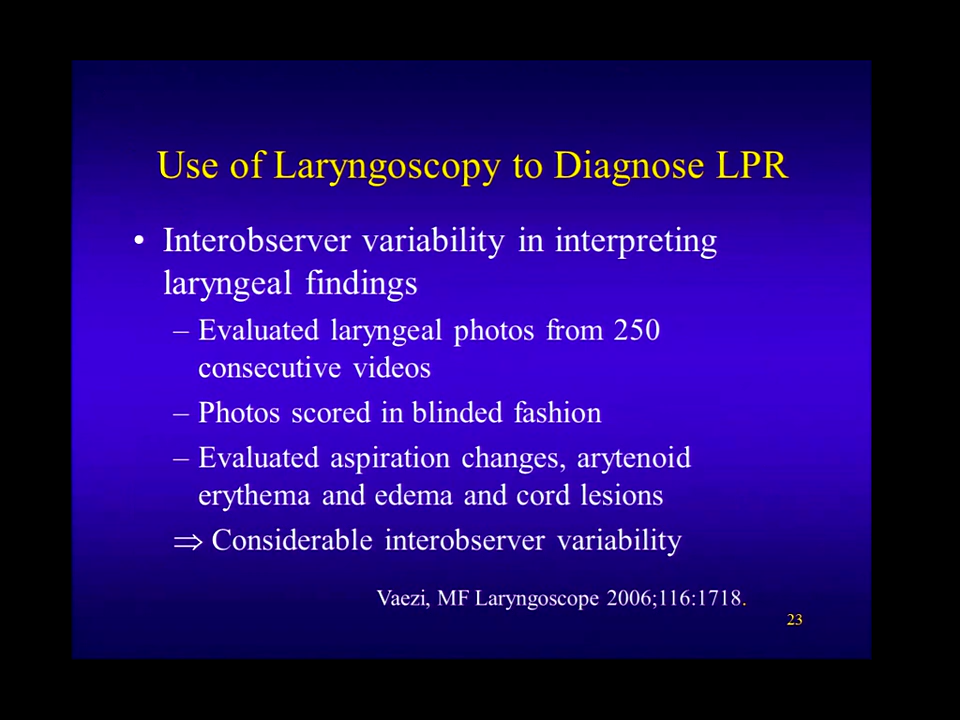 Use of Laryngoscopy to Diagnose LPR
• Interobserver variability in interpreting
laryngeal findings
– Evaluated laryngeal photos from 250
consecutive videos
– Photos scored in blinded fashion
– Evaluated aspiration changes, arytenoid
erythema and edema and cord lesions
⇒ Considerable interobserver variability
Vaezi, MF Laryngoscope 2006;116:1718.
23